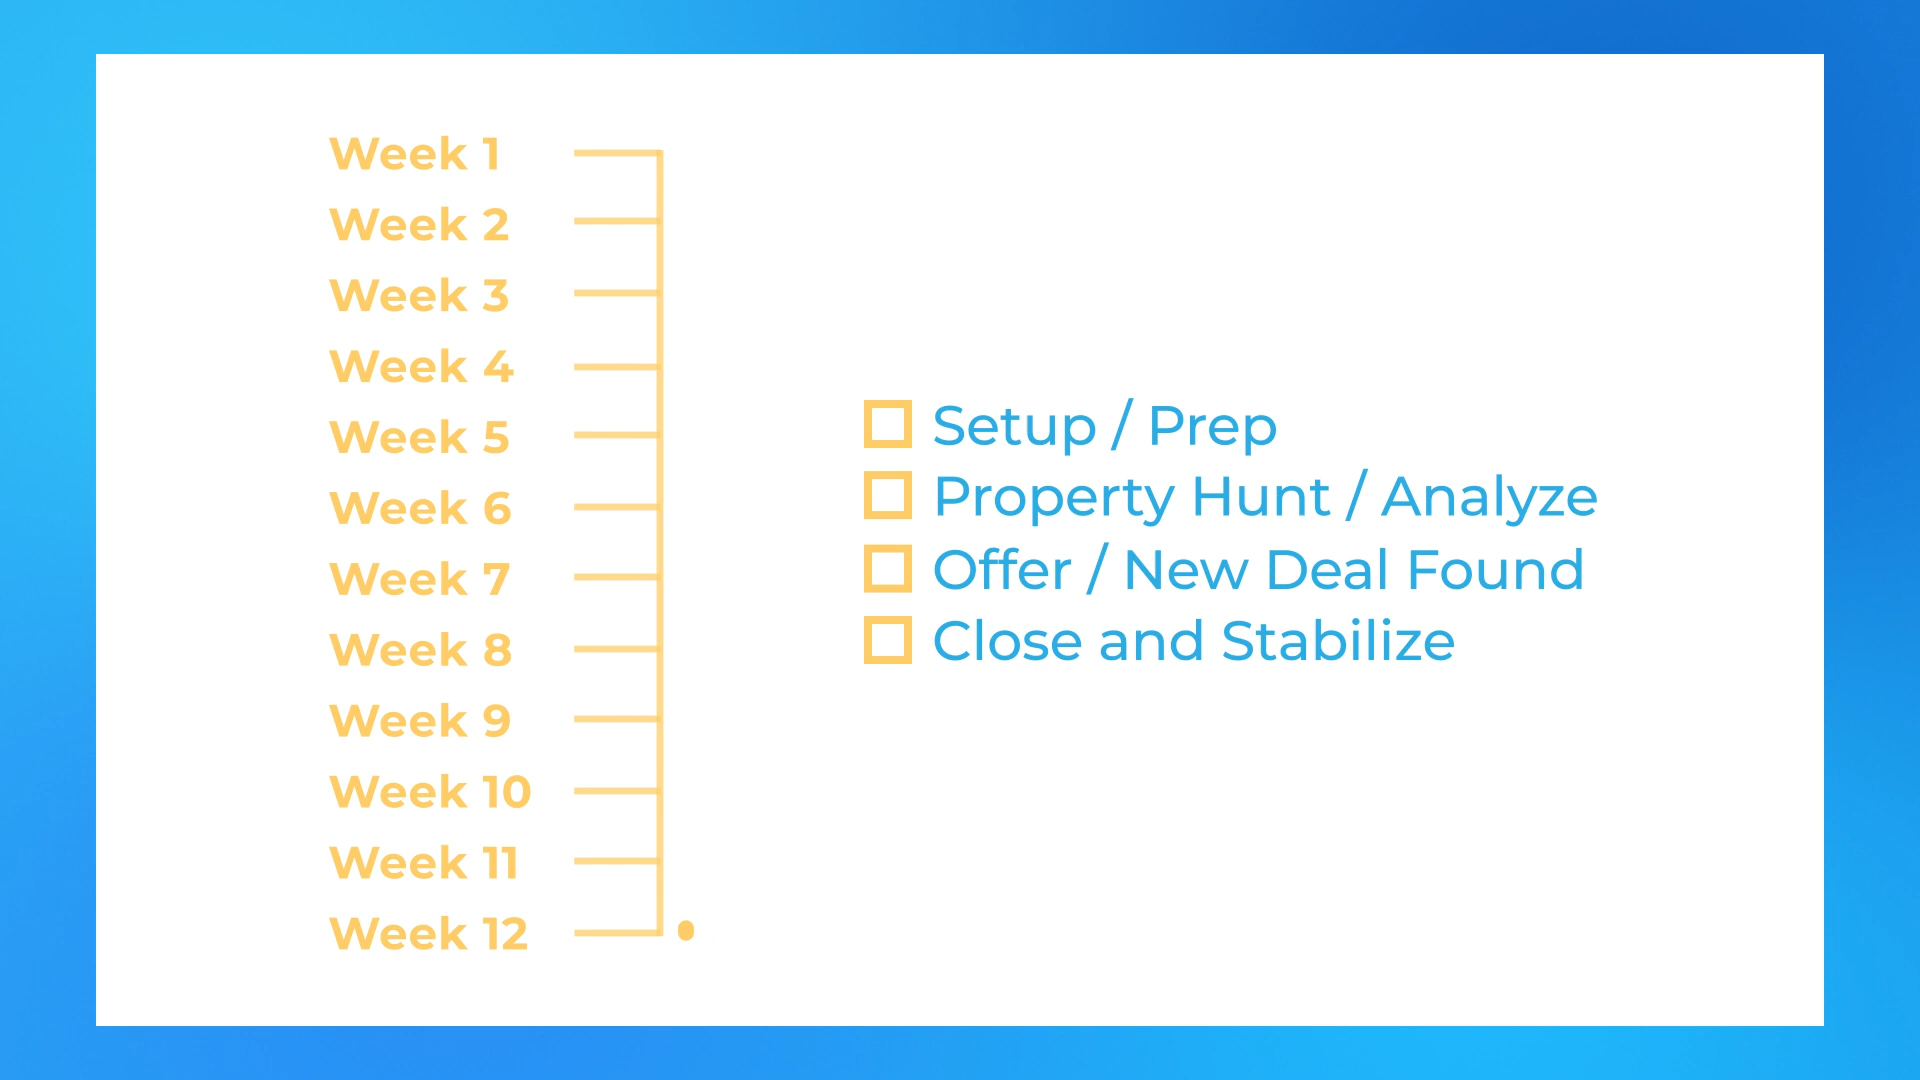 Week 1
Week 2
Week 3
Week 4
Week 5
Week 6
Week 7
Week 8
Week 9
Week 10
Week 11
Week 12
Setup / Prep
Property Hunt / Analyze
Offer / New Deal Found
Close and Stabilize